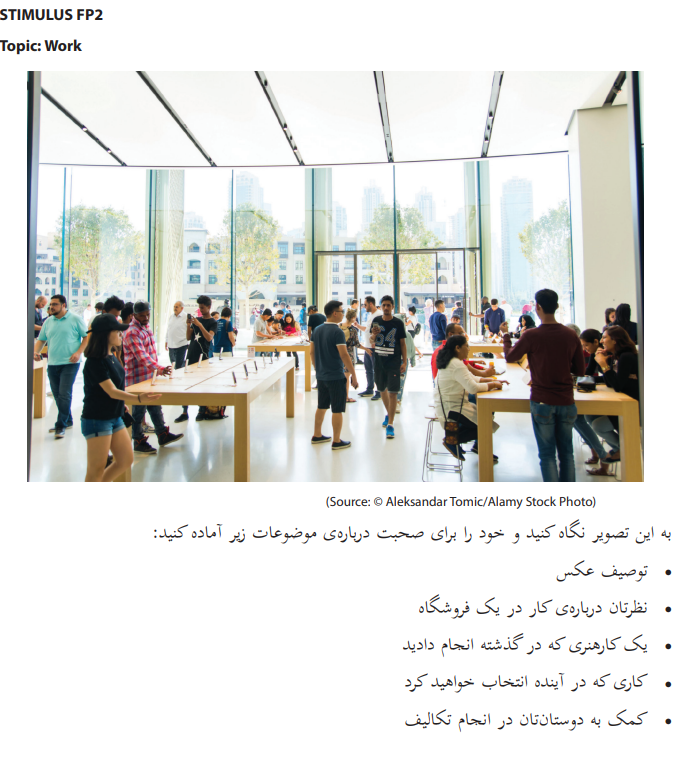 STIMULUS FP2
Topic: Work
(Source: © Aleksandar Tomic/Alamy Stock Photo)
به این تصویر نگاه کنید و خود را برای صحبت درباره‌ی موضوعات زیر آماده کنید:
• توصیف عکس
• نظرتان درباره‌ی کار در یک فروشگاه
• یک کارهنری که در گذشته انجام دادید
• کاری که در آینده انتخاب خواهید کرد
• کمک به دوستان‌تان در انجام تکالیف